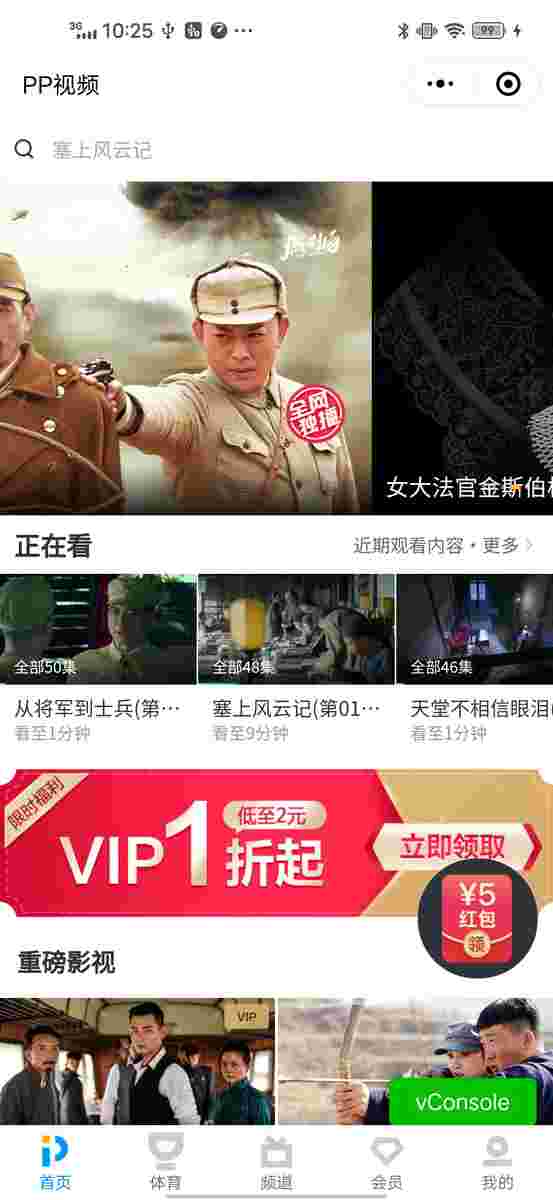 3G 10:25 99
PP视频
塞上风云记
全网
独播
女大法官金斯伯
正在看
近期观看内容·更多
全部50集
全部48集
全部46集
从将军到士兵(第…
塞上风云记(第01…
天堂不相信眼泪(
看至1分钟
看至9分钟
看至1分钟
限时福利
VIP1折起
低至2元
立即领取
¥5
红包
领
重磅影视
VIP
vConsole
首页
体育
频道
会员
我的